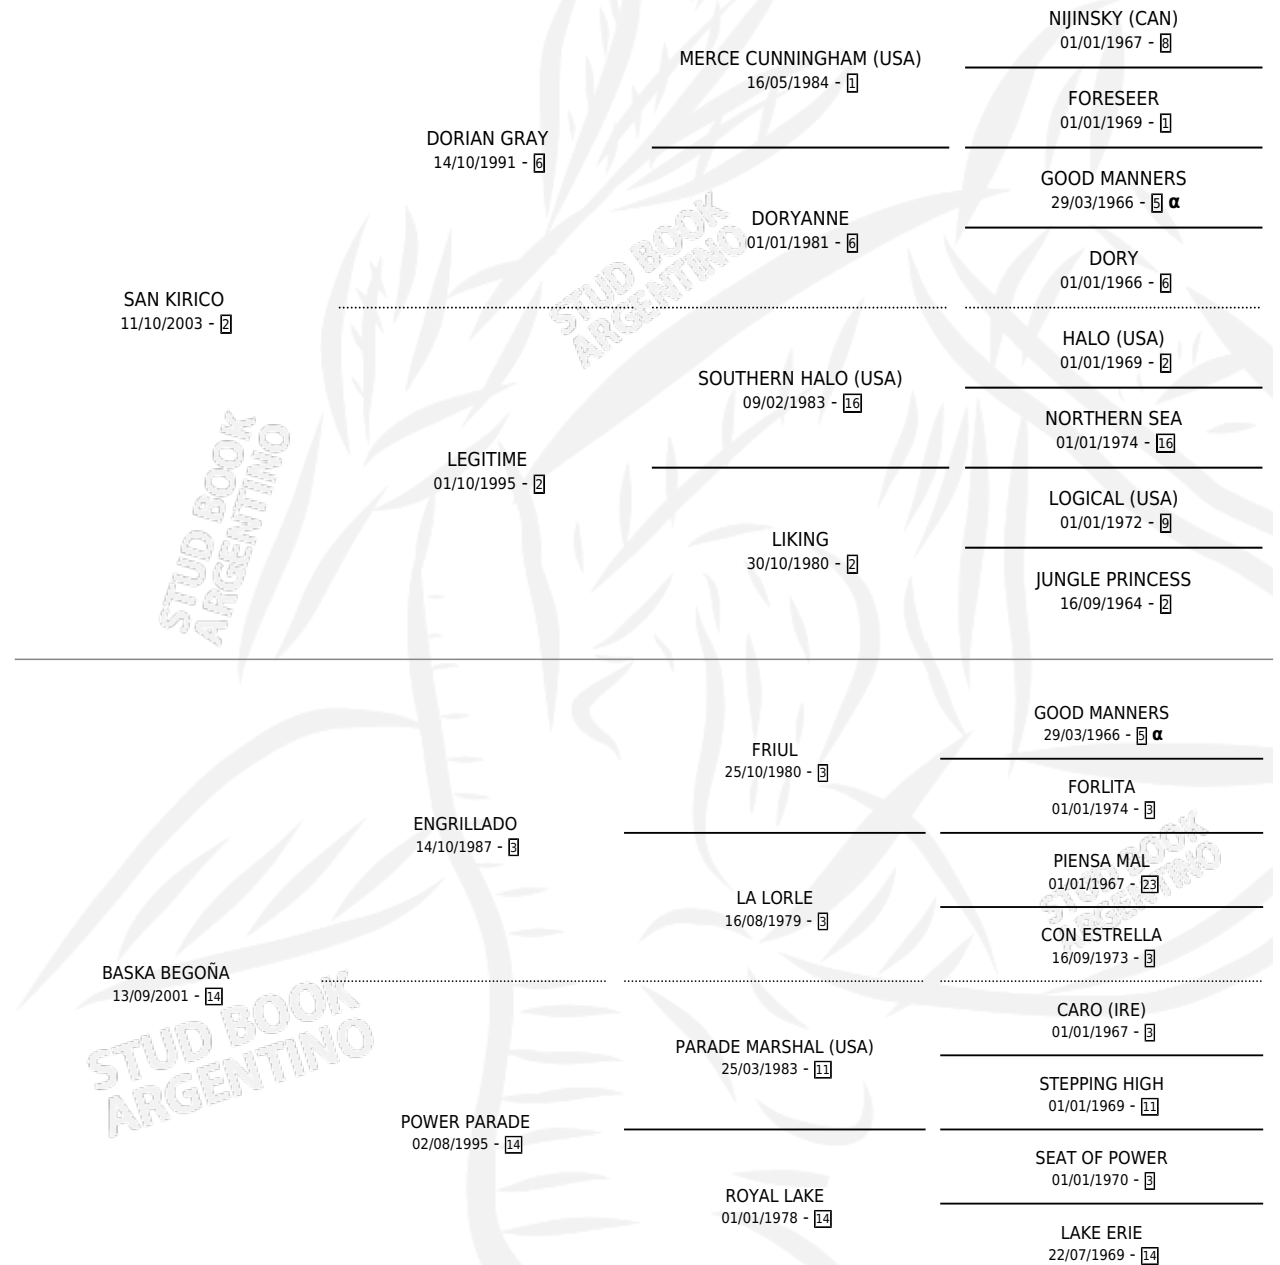 NIJINSKY (CAN)
01/01/1967 - 8
MERCE CUNNINGHAM (USA)
16/05/1984 - 1
FORESEER
01/01/1969 - 1
DORIAN GRAY
14/10/1991 - 6
GOOD MANNERS
29/03/1966 - 5 α
DORYANNE
01/01/1981 - 6
DORY
01/01/1966 - 6
SAN KIRICO
11/10/2003 - 2
HALO (USA)
01/01/1969 - 2
SOUTHERN HALO (USA)
09/02/1983 - 16
NORTHERN SEA
01/01/1974 - 16
LEGITIME
01/10/1995 - 2
LOGICAL (USA)
01/01/1972 - 9
LIKING
30/10/1980 - 2
JUNGLE PRINCESS
16/09/1964 - 2
GOOD MANNERS
29/03/1966 - 5 α
FRIUL
25/10/1980 - 3
FORLITA
01/01/1974 - 3
ENGRILLADO
14/10/1987 - 3
PIENSA MAL
01/01/1967 - 23
LA LORLE
16/08/1979 - 3
CON ESTRELLA
16/09/1973 - 3
BASKA BEGOÑA
13/09/2001 - 14
CARO (IRE)
01/01/1967 - 3
PARADE MARSHAL (USA)
25/03/1983 - 11
STEPPING HIGH
01/01/1969 - 11
POWER PARADE
02/08/1995 - 14
SEAT OF POWER
01/01/1970 - 3
ROYAL LAKE
01/01/1978 - 14
LAKE ERIE
22/07/1969 - 14
STUD BOOK
ARGENTINO
STUD BOOK
ARGENTINO
STUD BOOK
ARGENTINO
STUD BOOK
ARGENTINO